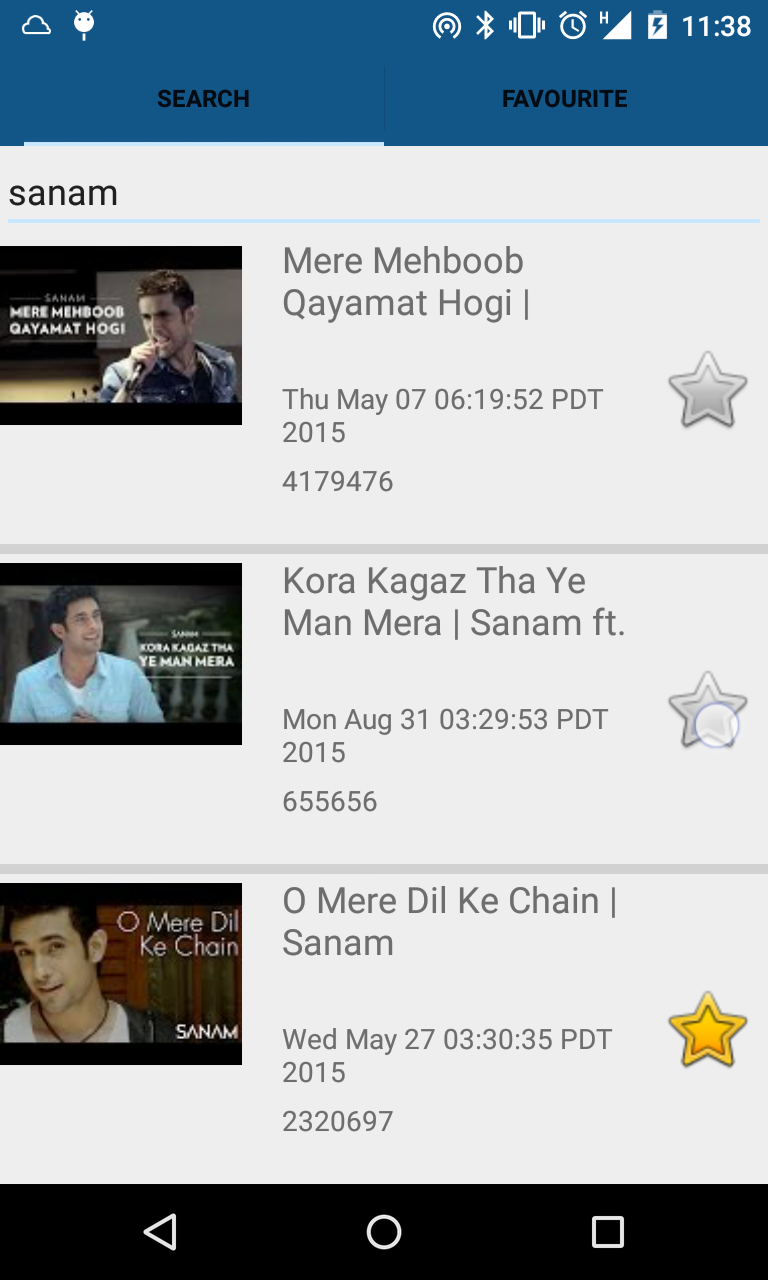 H 11:38
SEARCH FAVOURITE
sanam
SANAM
MERE MEHBOOB
QAYAMAT HOGI
Mere Mehboob
Qayamat Hogi |
Thu May 07 06:19:52 PDT
2015
4179476
SANAM
KORA KAGAZ THA
YE MAN MERA
Kora Kagaz Tha Ye
Man Mera | Sanam ft.
Mon Aug 31 03:29:53 PDT
2015
655656
O Mere Dil
Ke Chain
SANAM
O Mere Dil Ke Chain |
Sanam
Wed May 27 03:30:35 PDT
2015
2320697